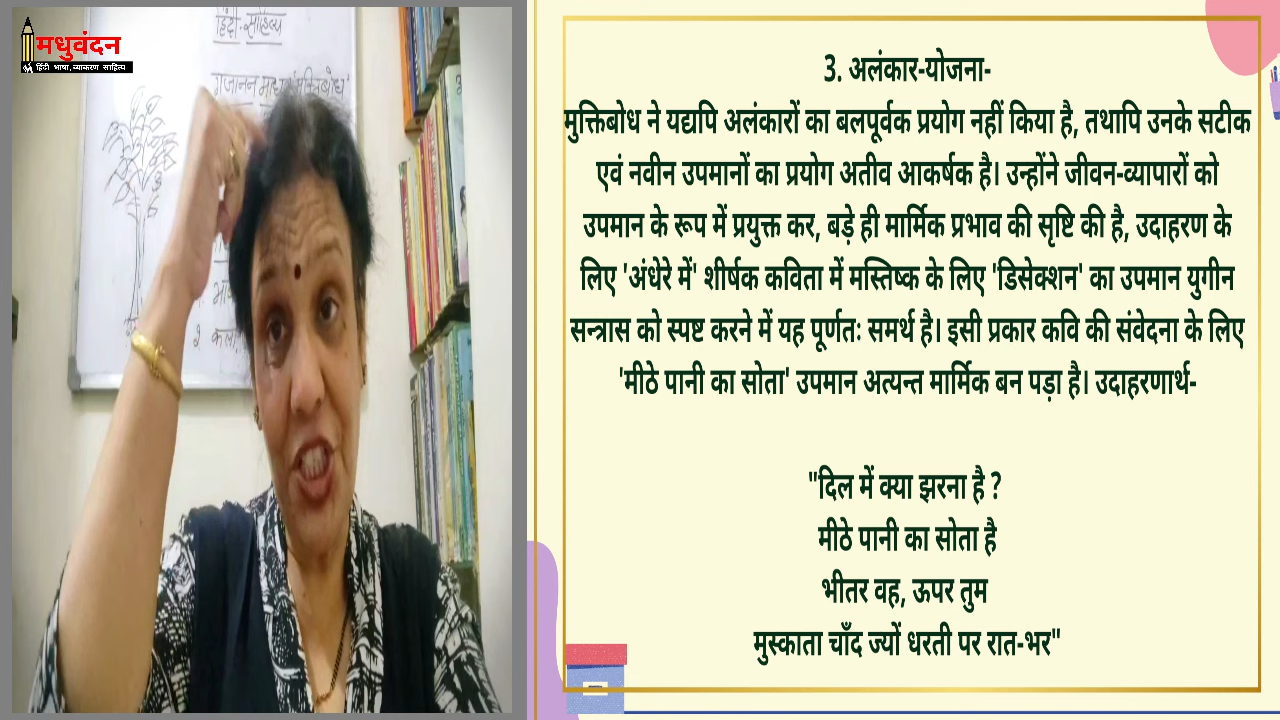 मधुवंदन
हिंदी भाषा,व्याकरण साहित्य
हिंदी-साहित्य
गजानन माधव 'मुक्तिबोध'
3. अलंकार-योजना-
मुक्तिबोध ने यद्यपि अलंकारों का बलपूर्वक प्रयोग नहीं किया है, तथापि उनके सटीक
एवं नवीन उपमानों का प्रयोग अतीव आकर्षक है। उन्होंने जीवन-व्यापारों को
उपमान के रूप में प्रयुक्त कर, बड़े ही मार्मिक प्रभाव की सृष्टि की है, उदाहरण के
लिए 'अंधेरे में' शीर्षक कविता में मस्तिष्क के लिए 'डिसेक्शन' का उपमान युगीन
सन्त्रास को स्पष्ट करने में यह पूर्णतः समर्थ है। इसी प्रकार कवि की संवेदना के लिए
'मीठे पानी का सोता' उपमान अत्यन्त मार्मिक बन पड़ा है। उदाहरणार्थ-
"दिल में क्या झरना है ?
मीठे पानी का सोता है
भीतर वह, ऊपर तुम
मुस्काता चाँद ज्यों धरती पर रात-भर"